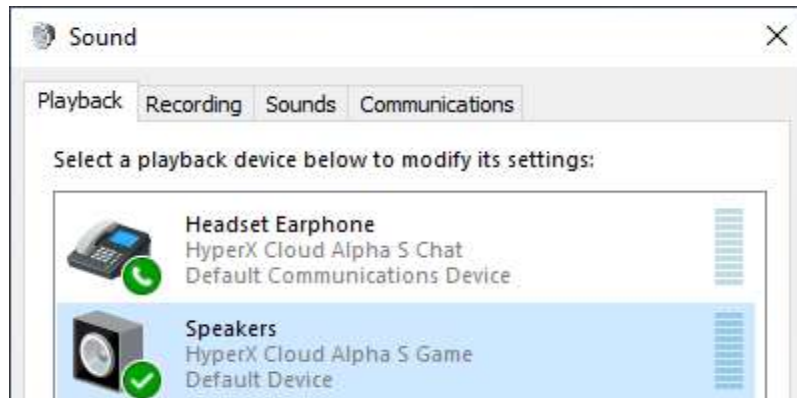 Sound
Playback Recording Sounds Communications
Select a playback device below to modify its settings:
Headset Earphone
HyperX Cloud Alpha S Chat
Default Communications Device
Speakers
HyperX Cloud Alpha S Game
Default Device